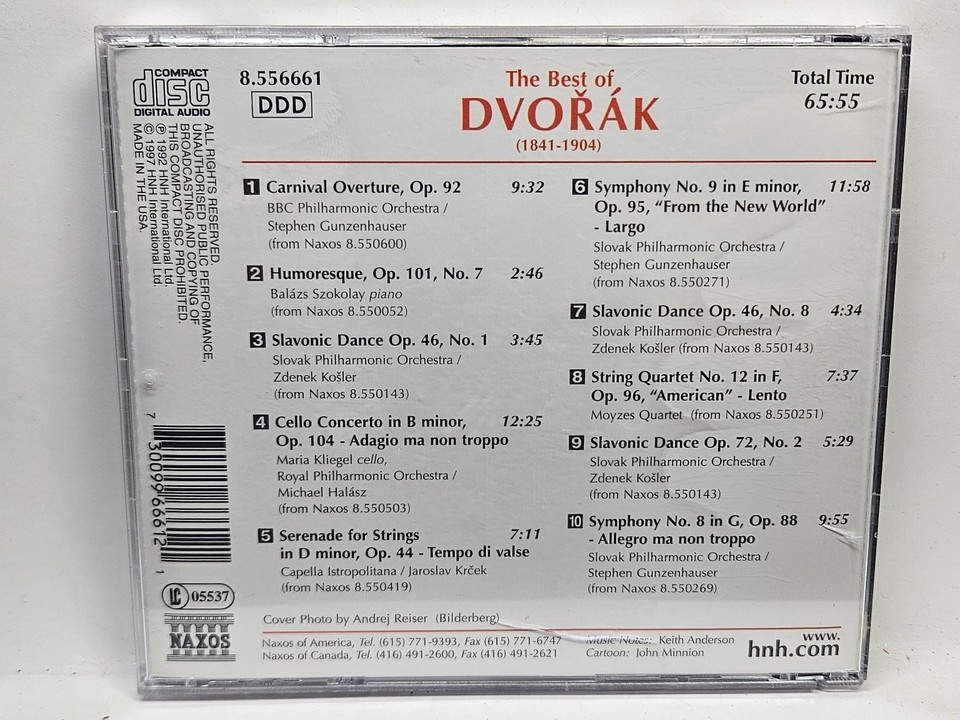 COMPACT
disc
DIGITAL AUDIO
8.556661
DDD
The Best of
DVOŘÁK
(1841-1904)
Total Time
65:55
ALL RIGHTS RESERVED.
UNAUTHORISED PUBLIC PERFORMANCE,
BROADCASTING AND COPYING OF
THIS COMPACT DISC PROHIBITED.
℗ 1992 HNH International Ltd.
© 1997 HNH International Ltd.
MADE IN THE USA.
1 Carnival Overture, Op. 92 9:32
BBC Philharmonic Orchestra /
Stephen Gunzenhauser
(from Naxos 8.550600)
2 Humoresque, Op. 101, No. 7 2:46
Balázs Szokolay piano
(from Naxos 8.550052)
3 Slavonic Dance Op. 46, No. 1 3:45
Slovak Philharmonic Orchestra /
Zdenek Košler
(from Naxos 8.550143)
4 Cello Concerto in B minor, 12:25
Op. 104 - Adagio ma non troppo
Maria Kliegel cello,
Royal Philharmonic Orchestra /
Michael Halász
(from Naxos 8.550503)
5 Serenade for Strings 7:11
in D minor, Op. 44 - Tempo di valse
Capella Istropolitana / Jaroslav Krček
(from Naxos 8.550419)
6 Symphony No. 9 in E minor, 11:58
Op. 95, “From the New World”
- Largo
Slovak Philharmonic Orchestra /
Stephen Gunzenhauser
(from Naxos 8.550271)
7 Slavonic Dance Op. 46, No. 8 4:34
Slovak Philharmonic Orchestra /
Zdenek Košler (from Naxos 8.550143)
8 String Quartet No. 12 in F, 7:37
Op. 96, “American” - Lento
Moyzes Quartet (from Naxos 8.550251)
9 Slavonic Dance Op. 72, No. 2 5:29
Slovak Philharmonic Orchestra /
Zdenek Košler
(from Naxos 8.550143)
10 Symphony No. 8 in G, Op. 88 9:55
- Allegro ma non troppo
Slovak Philharmonic Orchestra /
Stephen Gunzenhauser
(from Naxos 8.550269)
7 30099 66612 1
LC 05537
NAXOS
Cover Photo by Andrej Reiser (Bilderberg)
Naxos of America, Tel. (615) 771-9393, Fax (615) 771-6747
Naxos of Canada, Tel. (416) 491-2600, Fax (416) 491-2621
Music Notes: Keith Anderson
Cartoon: John Minnion
www.
hnh.com